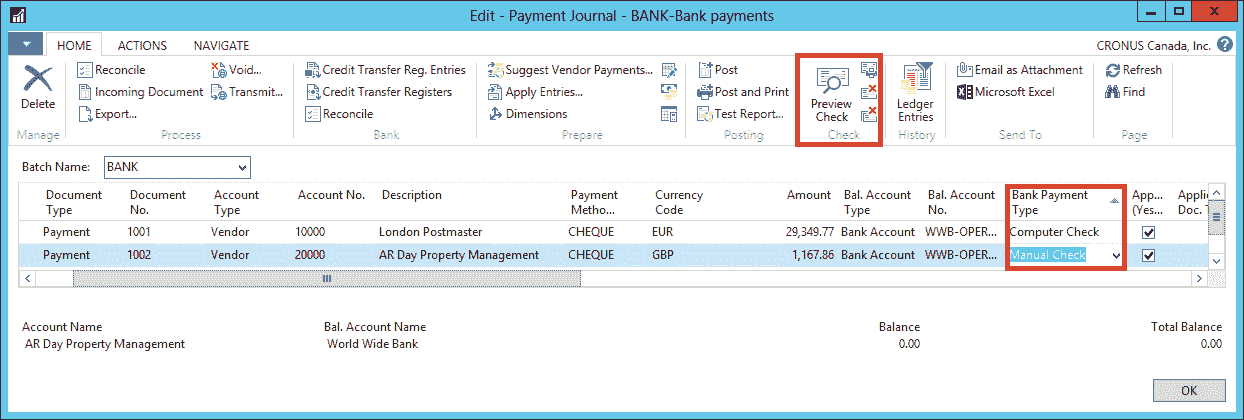 Edit - Payment Journal - BANK-Bank payments
HOME ACTIONS NAVIGATE CRONUS Canada, Inc.
Reconcile Void... Credit Transfer Reg. Entries Suggest Vendor Payments... Post Email as Attachment Refresh
Delete Incoming Document Transmit... Credit Transfer Registers Apply Entries... Post and Print Preview Check Ledger Entries Microsoft Excel Find
Export... Reconcile Dimensions Test Report...
Manage Process Bank Prepare Posting Check History Send To Page
Batch Name: BANK
Document Document Account Account No. Description Payment Currency Amount Bal. Account Bal. Account Bank Payment App... Applic
Type No. Type Metho... Code Type No. Type (Yes... Doc. T
Payment 1001 Vendor 10000 London Postmaster CHEQUE EUR 29,349.77 Bank Account WWB-OPER... Computer Check
Payment 1002 Vendor 20000 AR Day Property Management CHEQUE GBP 1,167.86 Bank Account WWB-OPER... Manual Check
Account Name Bal. Account Name Balance Total Balance
AR Day Property Management World Wide Bank 0.00 0.00
OK